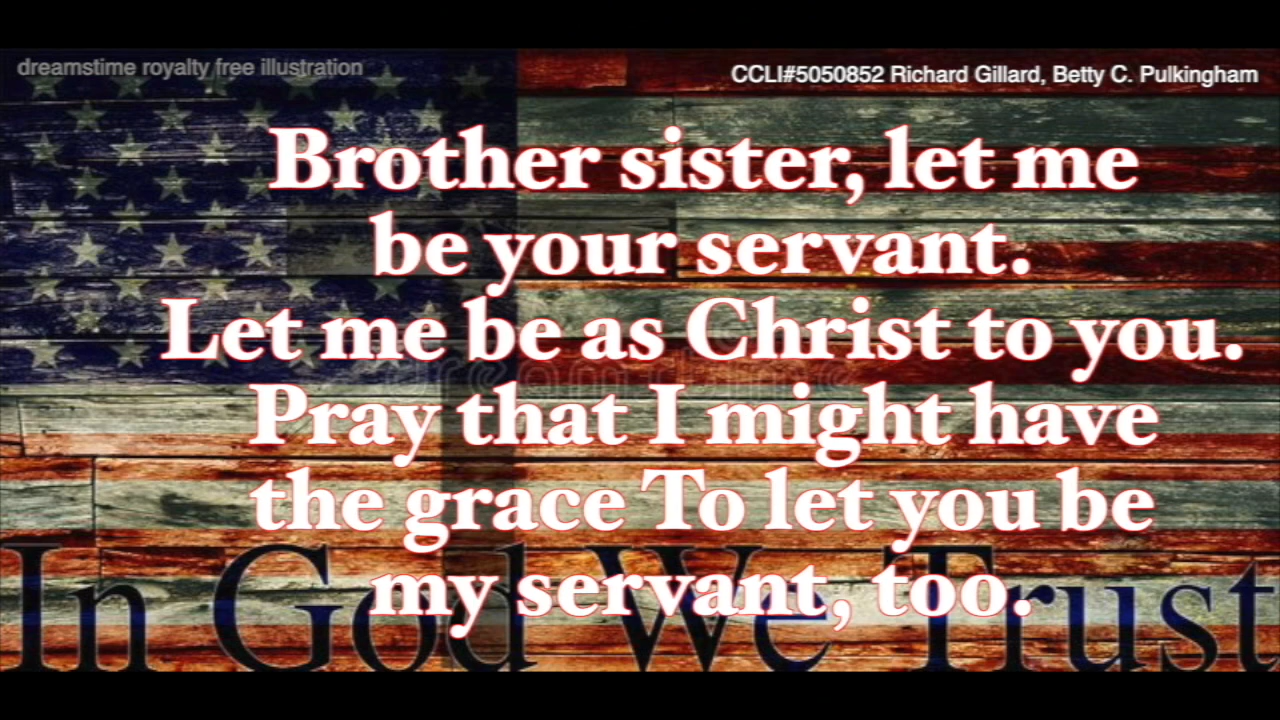 dreamstime royalty free illustration
CCLI#5050852 Richard Gillard, Betty C. Pulkingham
Brother sister, let me
be your servant.
Let me be as Christ to you.
dreamstime
Pray that I might have
the grace To let you be
my servant, too.
In God We Trust